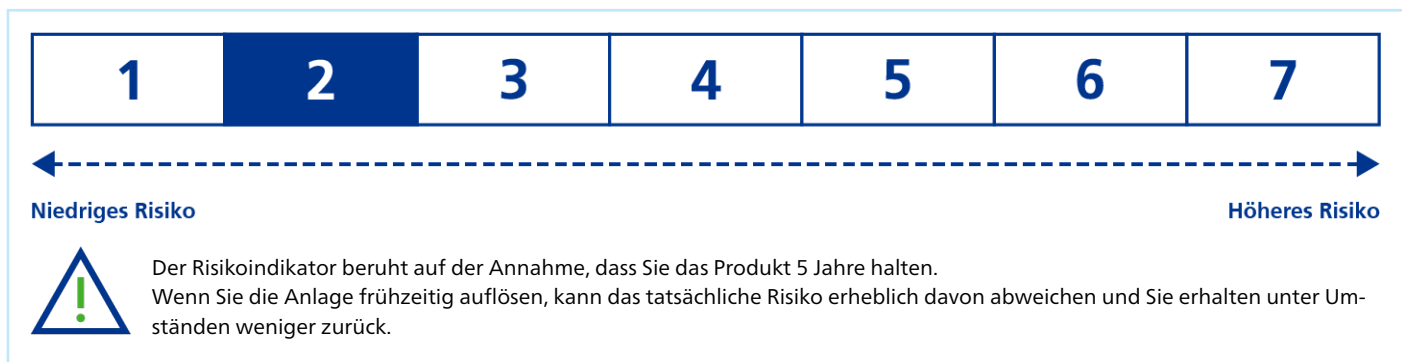 1 2 3 4 5 6 7
Niedriges Risiko Höheres Risiko
Der Risikoindikator beruht auf der Annahme, dass Sie das Produkt 5 Jahre halten.
Wenn Sie die Anlage frühzeitig auflösen, kann das tatsächliche Risiko erheblich davon abweichen und Sie erhalten unter Um-
ständen weniger zurück.